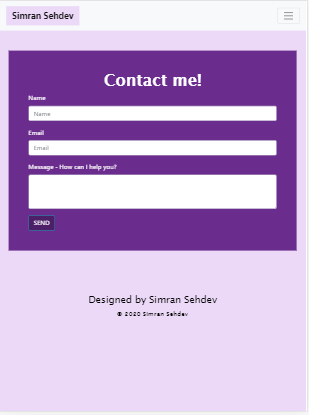 Simran Sehdev
Contact me!
Name
Name
Email
Email
Message - How can I help you?
SEND
Designed by Simran Sehdev
© 2020 Simran Sehdev